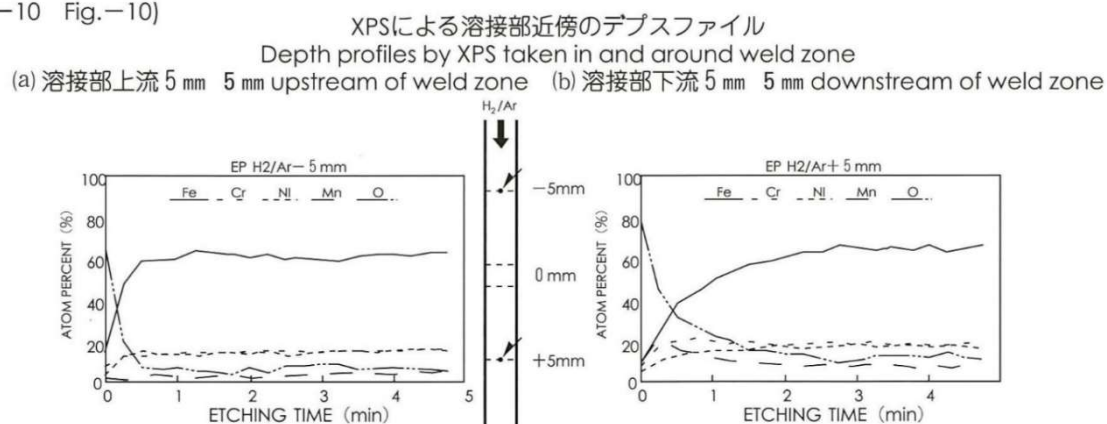 −10 Fig.−10)
XPSによる溶接部近傍のデプスファイル
Depth profiles by XPS taken in and around weld zone
(a) 溶接部上流 5 mm 5 mm upstream of weld zone (b) 溶接部下流 5 mm 5 mm downstream of weld zone
H2/Ar
EP H2/Ar− 5 mm
100
Fe Cr NI Mn O
80
60
40
20
0
ATOM PERCENT (%)
0 1 2 3 4 5
ETCHING TIME (min)
−5mm
0 mm
+5mm
EP H2/Ar+ 5 mm
100
Fe Cr NI Mn O
80
60
40
20
0
ATOM PERCENT (%)
0 1 2 3 4
ETCHING TIME (min)